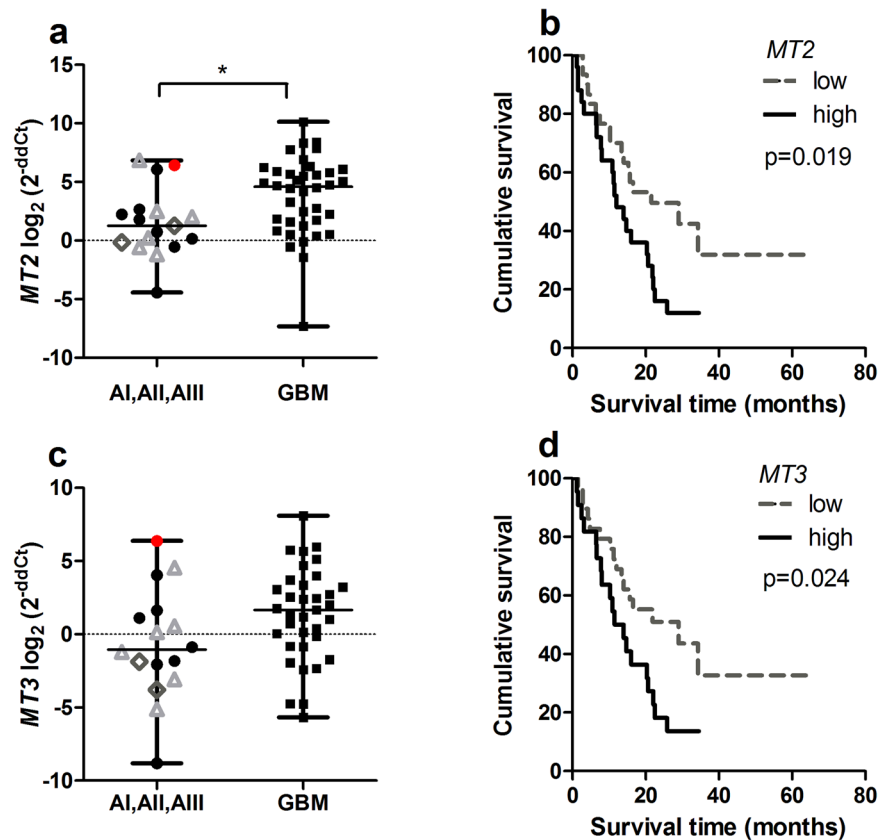 a
MT2 log2 (2-ddCt)
15
10
5
0
-5
-10
*
AI,AII,AIII
GBM
b
Cumulative survival
100
80
60
40
20
0
MT2
low
high
p=0.019
0 20 40 60 80
Survival time (months)
c
MT3 log2 (2-ddCt)
10
5
0
-5
-10
AI,AII,AIII
GBM
d
Cumulative survival
100
80
60
40
20
0
MT3
low
high
p=0.024
0 20 40 60 80
Survival time (months)